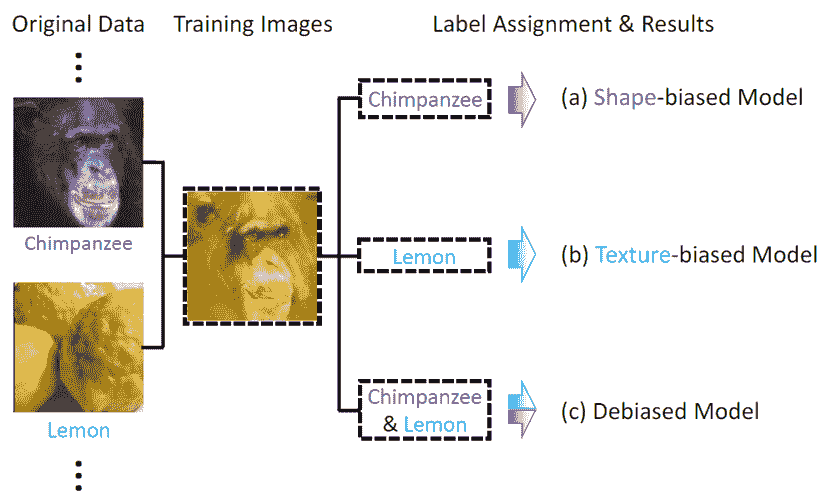 Original Data
Training Images
Label Assignment & Results
Chimpanzee
Lemon
Chimpanzee
(a) Shape-biased Model
Lemon
(b) Texture-biased Model
Chimpanzee
& Lemon
(c) Debiased Model